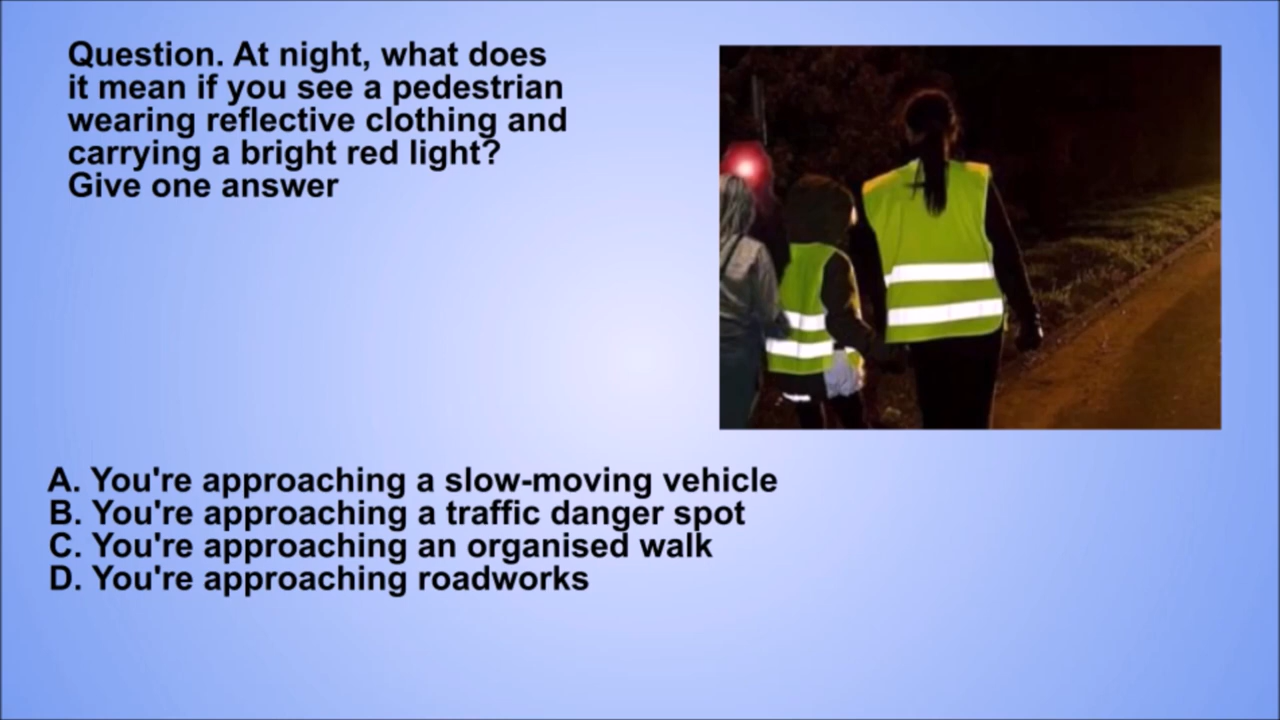 Question. At night, what does
it mean if you see a pedestrian
wearing reflective clothing and
carrying a bright red light?
Give one answer
A. You're approaching a slow-moving vehicle
B. You're approaching a traffic danger spot
C. You're approaching an organised walk
D. You're approaching roadworks